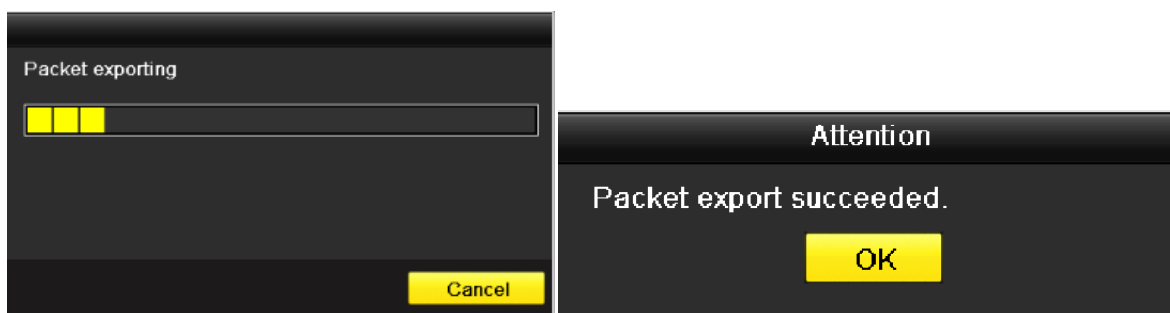 Packet exporting
Cancel
Attention
Packet export succeeded.
OK